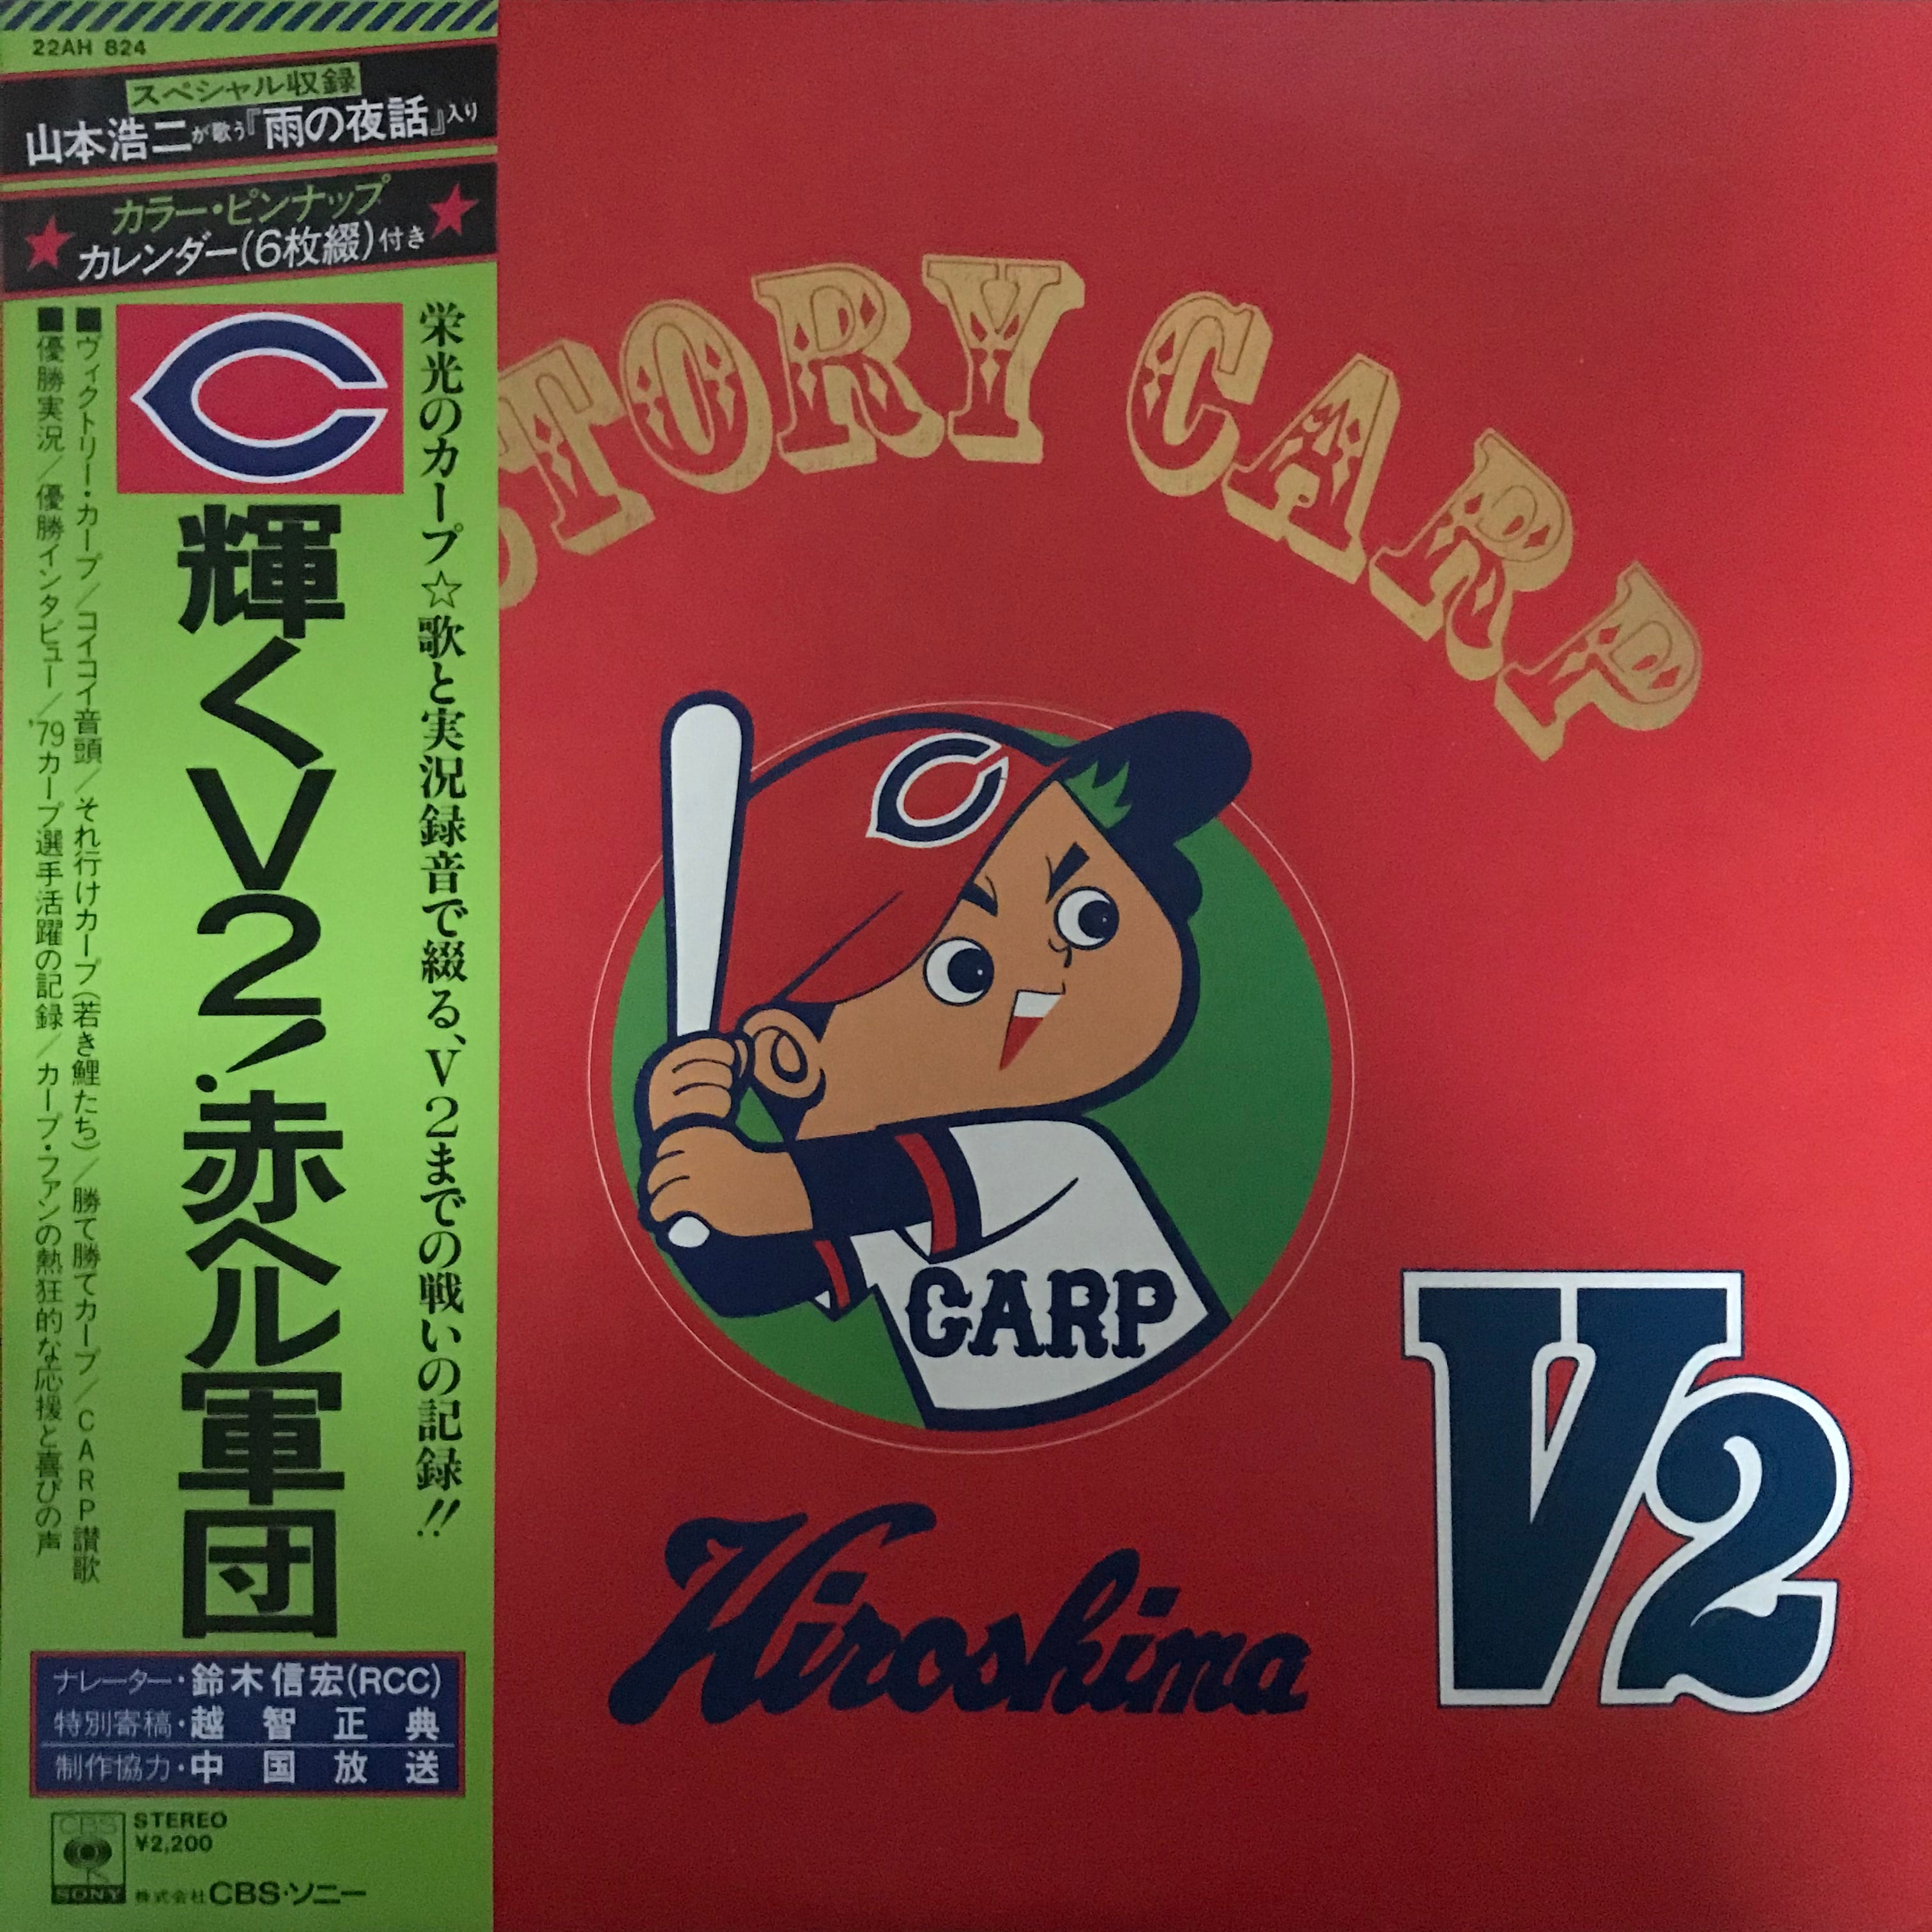 22AH 824
スペシャル収録
山本浩二が歌う『雨の夜話』入り
カラー・ピンナップ
カレンダー(6枚綴)付き
栄光のカープ☆歌と実況録音で綴る、V2までの戦いの記録!!
C
輝くV2!赤ヘル軍団
■ヴィクトリー・カープ/コイコイ音頭/それ行けカープ(若き鯉たち)/勝て勝てカープ/CARP讃歌
■優勝実況/優勝インタビュー/'79カープ選手活躍の記録/カープ・ファンの熱狂的な応援と喜びの声
ナレーター・鈴木信宏(RCC)
特別寄稿・越智正典
制作協力・中国放送
CBS
SONY
STEREO
¥2,200
株式会社CBS・ソニー
CTORY CARP
C
CARP
V2
Hiroshima